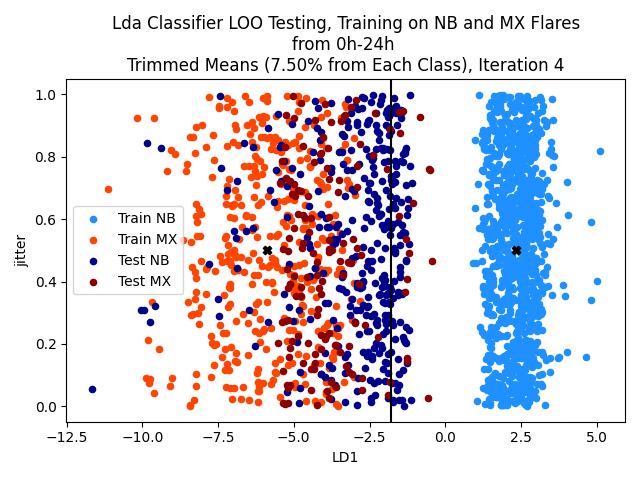 Lda Classifier LOO Testing, Training on NB and MX Flares
from 0h-24h
Trimmed Means (7.50% from Each Class), Iteration 4
1.0
0.8
0.6
0.4
0.2
0.0
jitter
Train NB
Train MX
Test NB
Test MX
−12.5 −10.0 −7.5 −5.0 −2.5 0.0 2.5 5.0
LD1